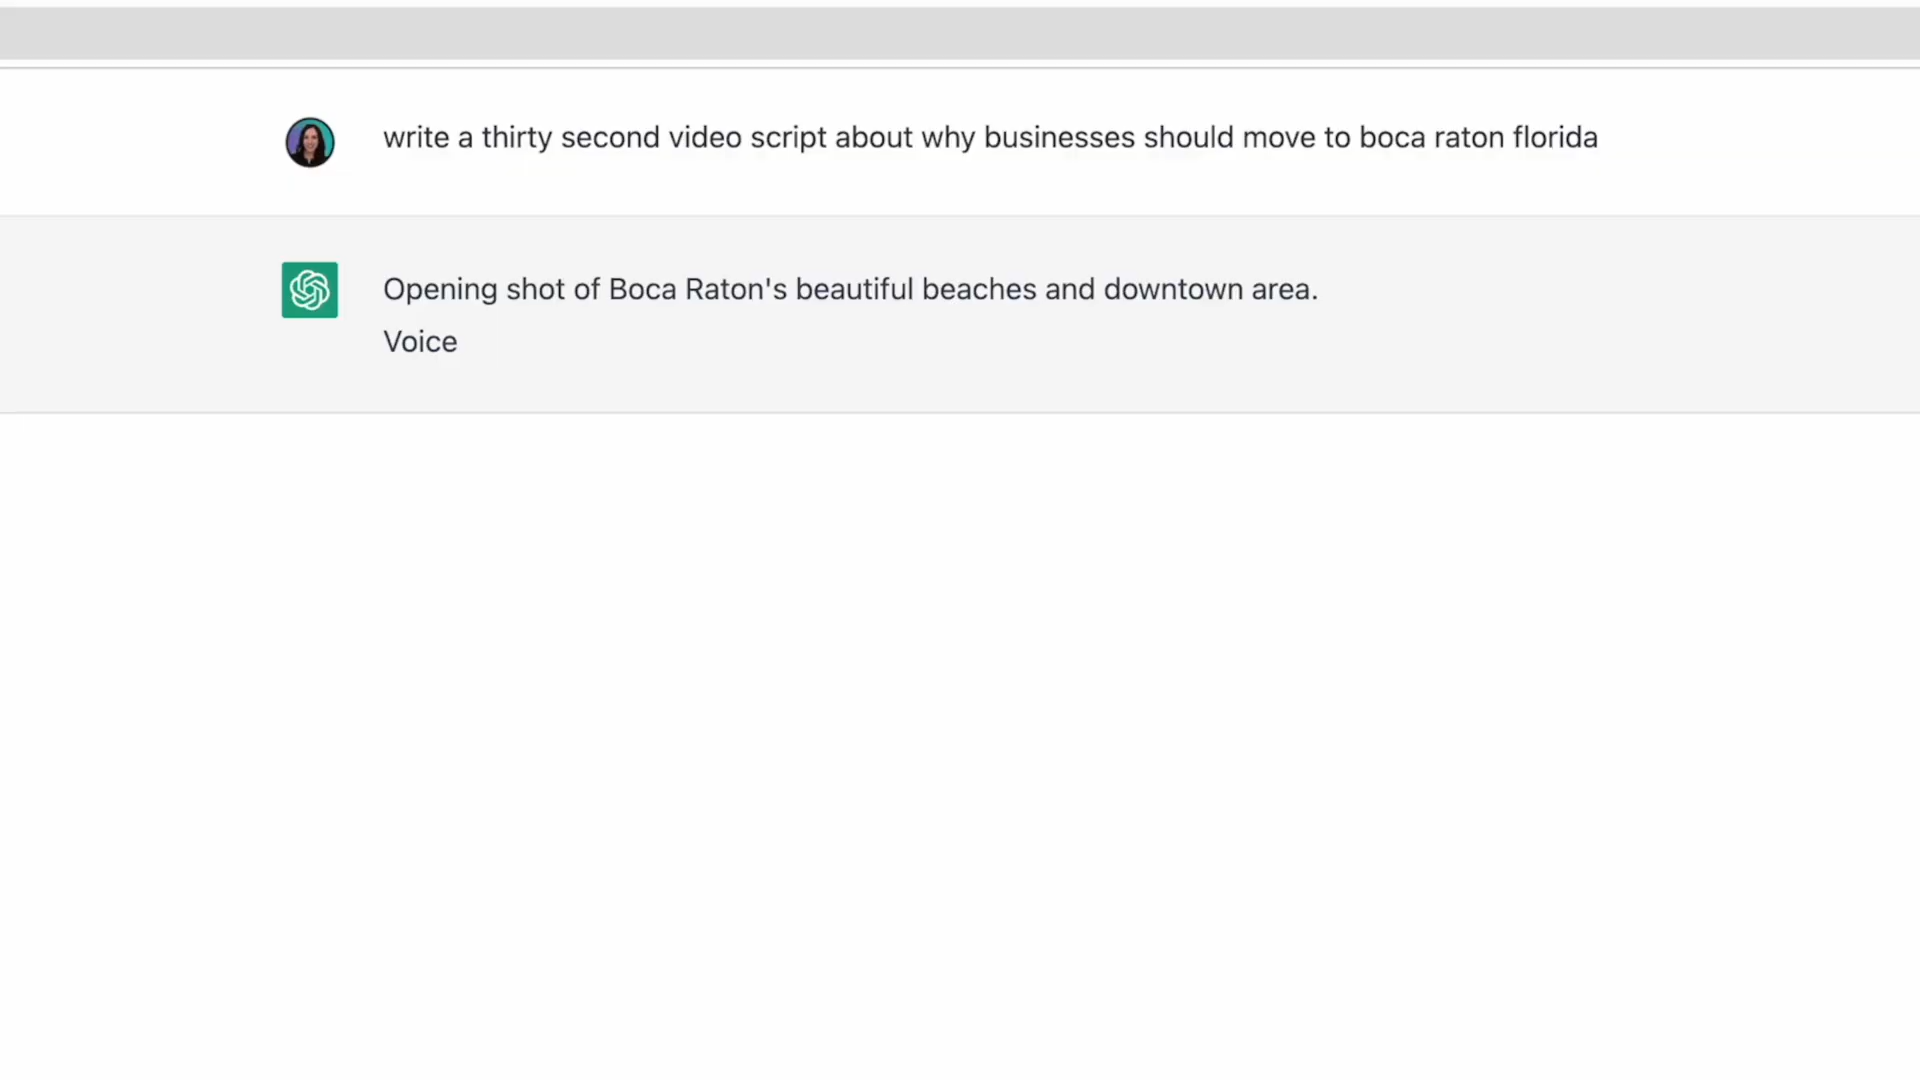 write a thirty second video script about why businesses should move to boca raton florida
Opening shot of Boca Raton's beautiful beaches and downtown area.
Voice